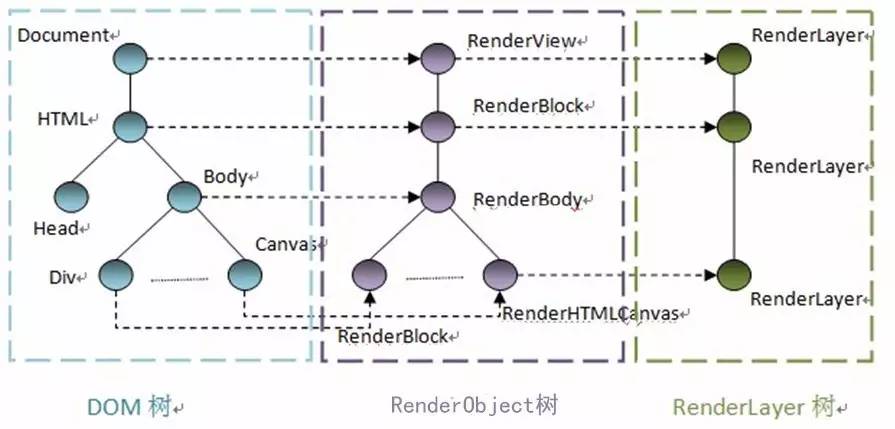 Document
RenderView
RenderLayer
HTML
RenderBlock
RenderLayer
Body
RenderBody
Head
Canvas
Div
RenderLayer
RenderHTMLCanvas
RenderBlock
DOM 树
RenderObject树
RenderLayer 树